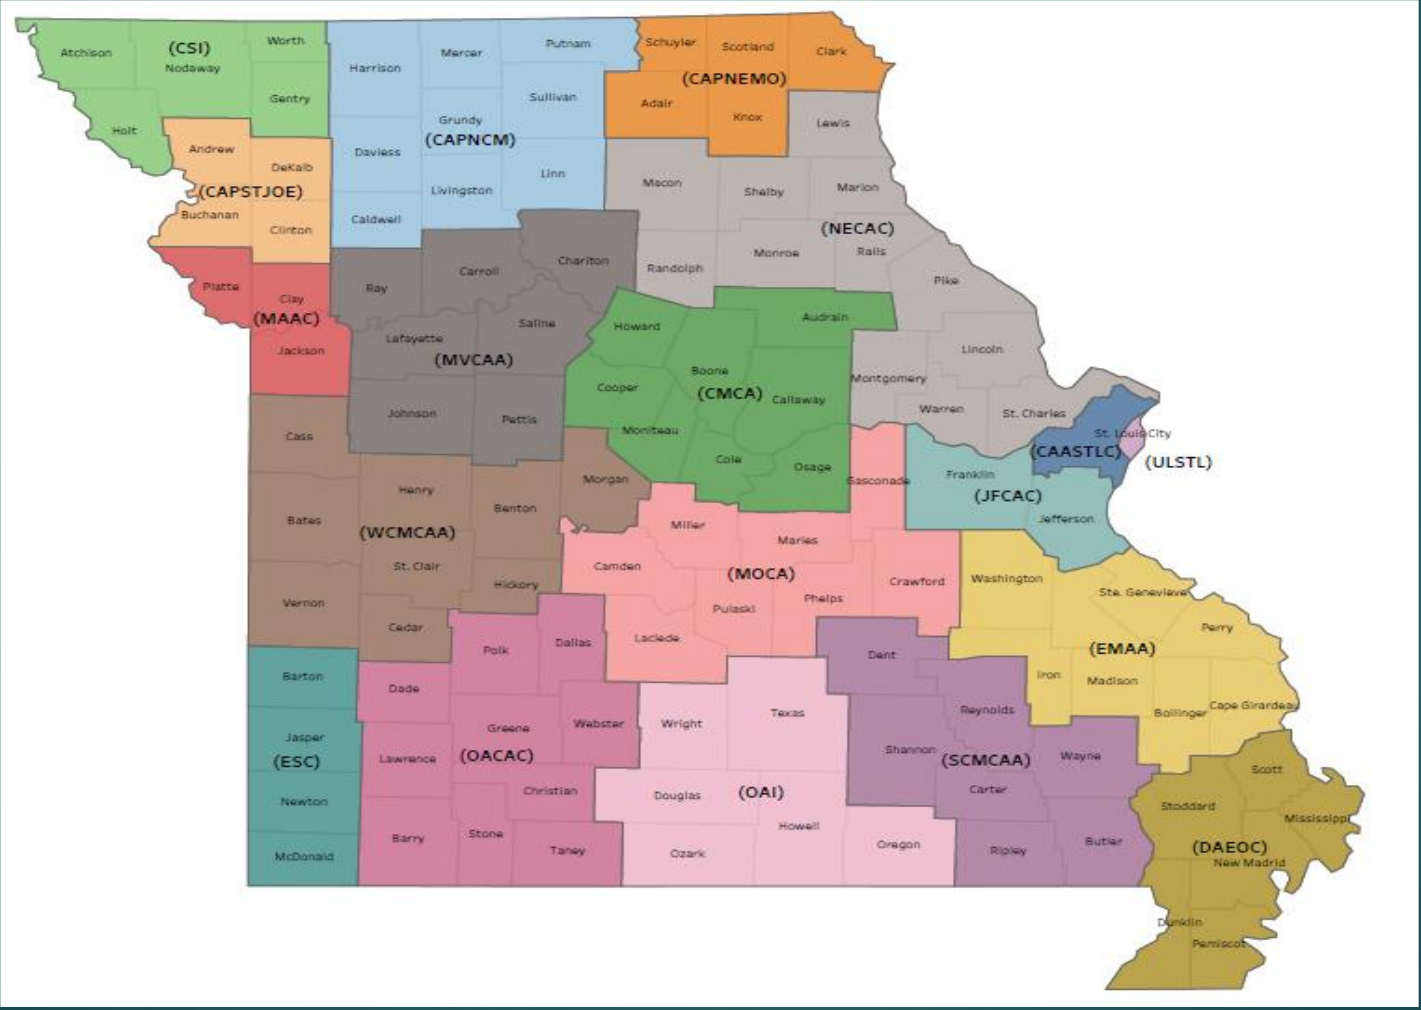 Atchison
(CSI)
Nodaway
Worth
Gentry
Holt
Harrison
Mercer
Putnam
Sullivan
Grundy
(CAPNCM)
Daviess
Livingston
Linn
Caldwell
Schuyler
Scotland
Clark
(CAPNEMO)
Adair
Knox
Andrew
DeKalb
(CAPSTJOE)
Buchanan
Clinton
Lewis
Macon
Shelby
Marion
(NECAC)
Randolph
Monroe
Ralls
Pike
Lincoln
Montgomery
Warren
St. Charles
Platte
Clay
(MAAC)
Jackson
Ray
Carroll
Chariton
Lafayette
Saline
(MVCAA)
Johnson
Pettis
Howard
Audrain
Boone
Cooper
(CMCA)
Callaway
Moniteau
Cole
Osage
St. Louis City
(CAASTLC)
(ULSTL)
Franklin
(JFCAC)
Jefferson
Cass
Henry
Morgan
Bates
Benton
(WCMCAA)
St. Clair
Hickory
Vernon
Cedar
Gasconade
Miller
Maries
Camden
(MOCA)
Crawford
Pulaski
Phelps
Laclede
Washington
Ste. Genevieve
Perry
(EMAA)
Iron
Madison
Bollinger
Cape Girardeau
Barton
Jasper
(ESC)
Newton
McDonald
Polk
Dallas
Dade
Greene
Webster
Lawrence
(OACAC)
Christian
Barry
Stone
Taney
Wright
Texas
Douglas
(OAI)
Howell
Ozark
Oregon
Dent
Reynolds
Shannon
(SCMCAA)
Wayne
Carter
Ripley
Butler
Scott
Stoddard
Mississippi
(DAEOC)
New Madrid
Dunklin
Pemiscot